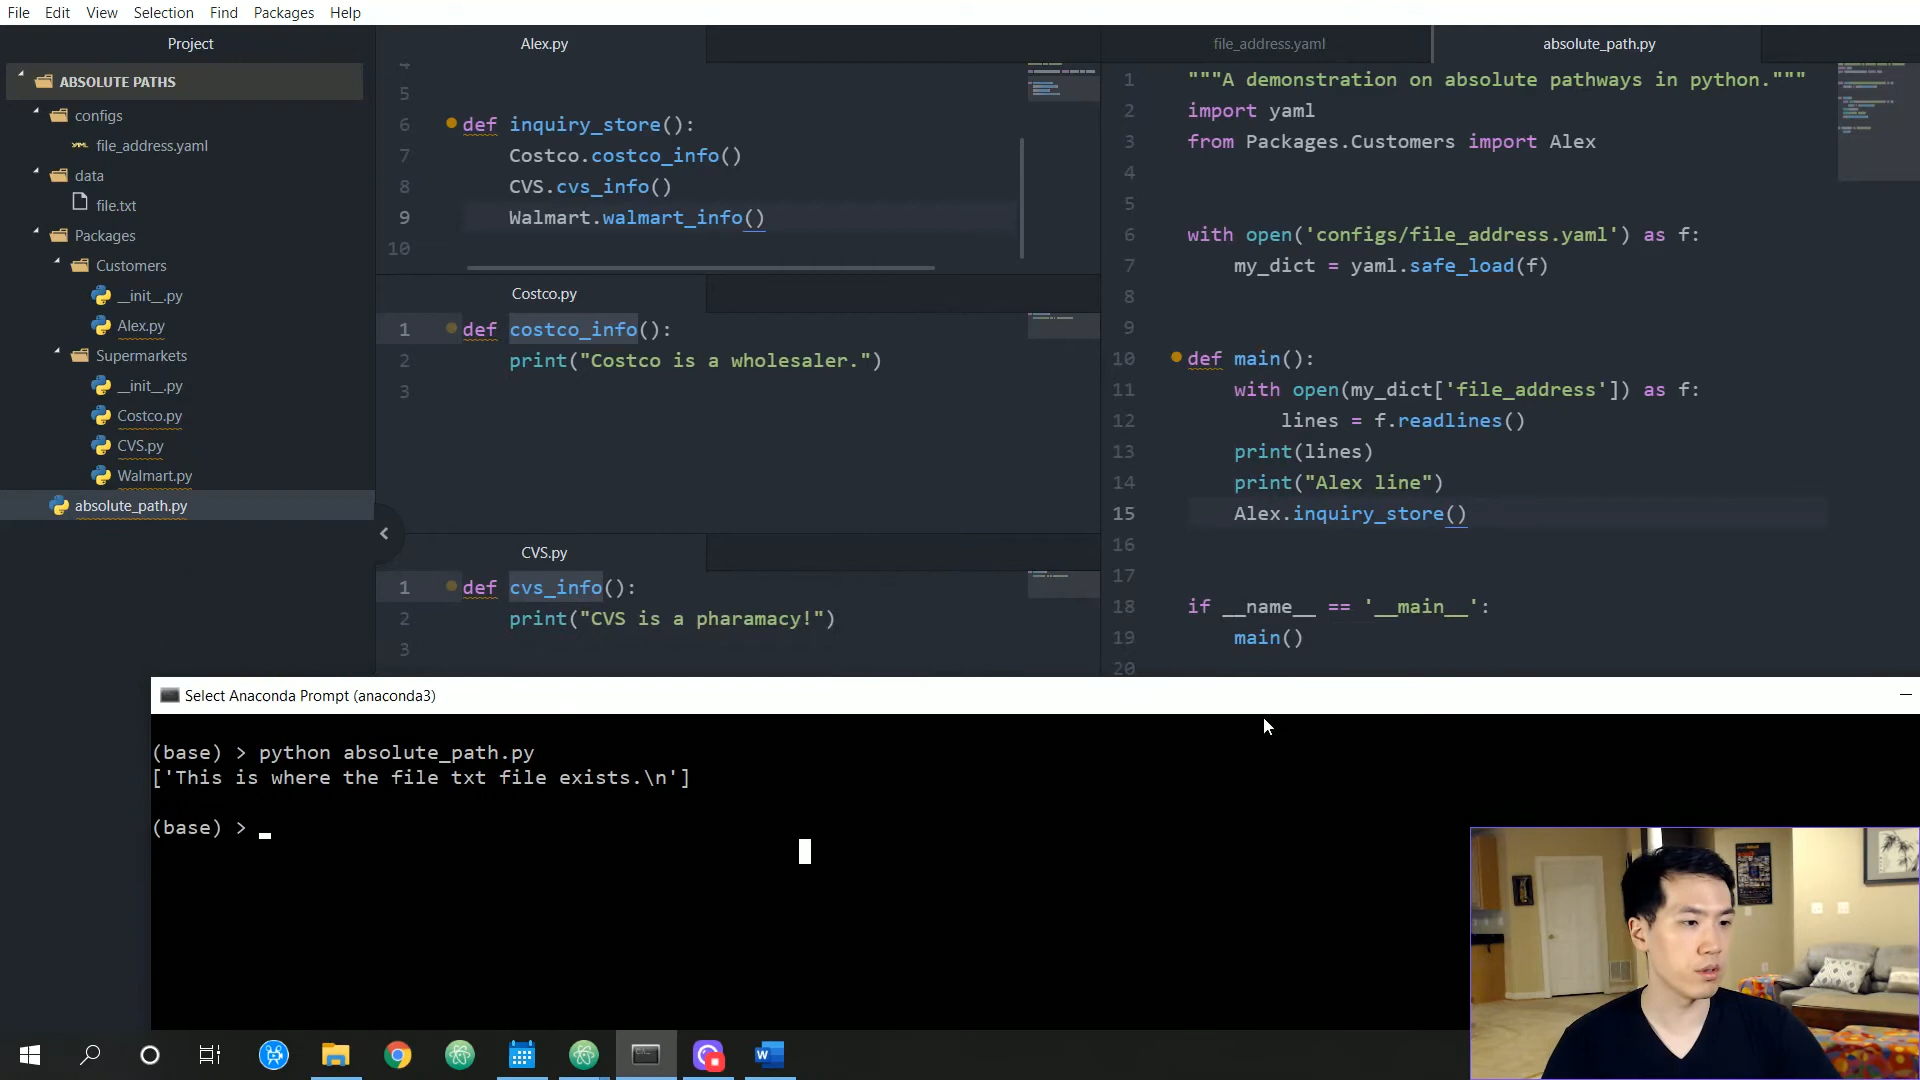 File Edit View Selection Find Packages Help
Project
ABSOLUTE PATHS
configs
file_address.yaml
data
file.txt
Packages
Customers
__init__.py
Alex.py
Supermarkets
__init__.py
Costco.py
CVS.py
Walmart.py
absolute_path.py
Alex.py
4
5
6 def inquiry_store():
7 Costco.costco_info()
8 CVS.cvs_info()
9 Walmart.walmart_info()
10
Costco.py
1 def costco_info():
2 print("Costco is a wholesaler.")
3
CVS.py
1 def cvs_info():
2 print("CVS is a pharamacy!")
3
file_address.yaml absolute_path.py
1 """A demonstration on absolute pathways in python."""
2 import yaml
3 from Packages.Customers import Alex
4
5
6 with open('configs/file_address.yaml') as f:
7 my_dict = yaml.safe_load(f)
8
9
10 def main():
11 with open(my_dict['file_address']) as f:
12 lines = f.readlines()
13 print(lines)
14 print("Alex line")
15 Alex.inquiry_store()
16
17
18 if __name__ == '__main__':
19 main()
20
Select Anaconda Prompt (anaconda3)
(base) > python absolute_path.py
['This is where the file txt file exists.\n']
(base) >